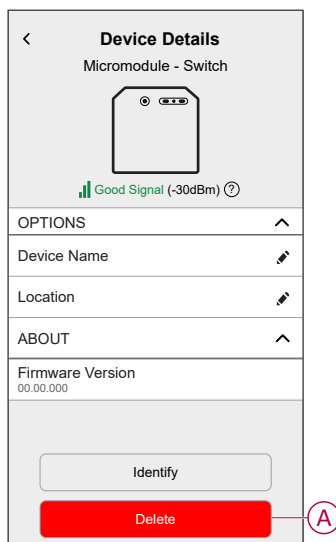 Device Details
Micromodule - Switch
Good Signal (-30dBm) ?
OPTIONS
Device Name
Location
ABOUT
Firmware Version
00.00.000
Identify
Delete
A